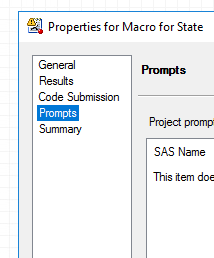 Properties for Macro for State
General
Results
Code Submission
Prompts
Summary
Prompts
Project prompt
SAS Name
This item doe